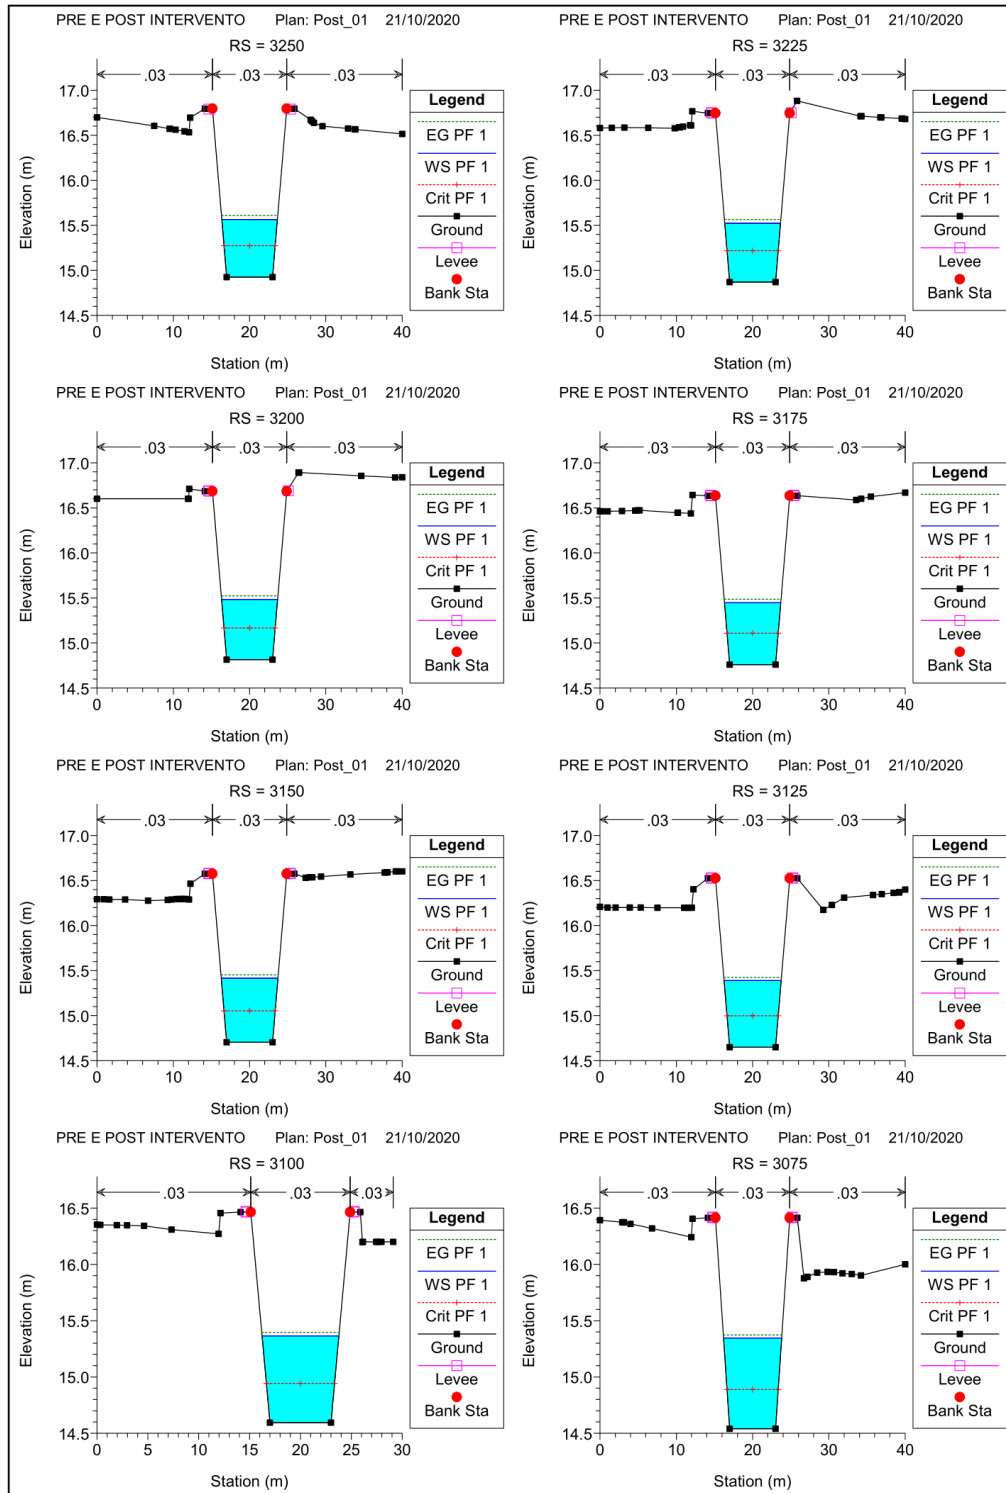 PRE E POST INTERVENTO Plan: Post_01 21/10/2020
RS = 3250
.03 .03 .03
17.0
16.5
16.0
15.5
15.0
14.5
0 10 20 30 40
Elevation (m)
Station (m)
Legend
EG PF 1
WS PF 1
Crit PF 1
Ground
Levee
Bank Sta
PRE E POST INTERVENTO Plan: Post_01 21/10/2020
RS = 3225
.03 .03 .03
17.0
16.5
16.0
15.5
15.0
14.5
0 10 20 30 40
Elevation (m)
Station (m)
Legend
EG PF 1
WS PF 1
Crit PF 1
Ground
Levee
Bank Sta
PRE E POST INTERVENTO Plan: Post_01 21/10/2020
RS = 3200
.03 .03 .03
17.0
16.5
16.0
15.5
15.0
14.5
0 10 20 30 40
Elevation (m)
Station (m)
Legend
EG PF 1
WS PF 1
Crit PF 1
Ground
Levee
Bank Sta
PRE E POST INTERVENTO Plan: Post_01 21/10/2020
RS = 3175
.03 .03 .03
17.0
16.5
16.0
15.5
15.0
14.5
0 10 20 30 40
Elevation (m)
Station (m)
Legend
EG PF 1
WS PF 1
Crit PF 1
Ground
Levee
Bank Sta
PRE E POST INTERVENTO Plan: Post_01 21/10/2020
RS = 3150
.03 .03 .03
17.0
16.5
16.0
15.5
15.0
14.5
0 10 20 30 40
Elevation (m)
Station (m)
Legend
EG PF 1
WS PF 1
Crit PF 1
Ground
Levee
Bank Sta
PRE E POST INTERVENTO Plan: Post_01 21/10/2020
RS = 3125
.03 .03 .03
17.0
16.5
16.0
15.5
15.0
14.5
0 10 20 30 40
Elevation (m)
Station (m)
Legend
EG PF 1
WS PF 1
Crit PF 1
Ground
Levee
Bank Sta
PRE E POST INTERVENTO Plan: Post_01 21/10/2020
RS = 3100
.03 .03 .03
16.5
16.0
15.5
15.0
14.5
0 5 10 15 20 25 30
Elevation (m)
Station (m)
Legend
EG PF 1
WS PF 1
Crit PF 1
Ground
Levee
Bank Sta
PRE E POST INTERVENTO Plan: Post_01 21/10/2020
RS = 3075
.03 .03 .03
16.5
16.0
15.5
15.0
14.5
0 10 20 30 40
Elevation (m)
Station (m)
Legend
EG PF 1
WS PF 1
Crit PF 1
Ground
Levee
Bank Sta